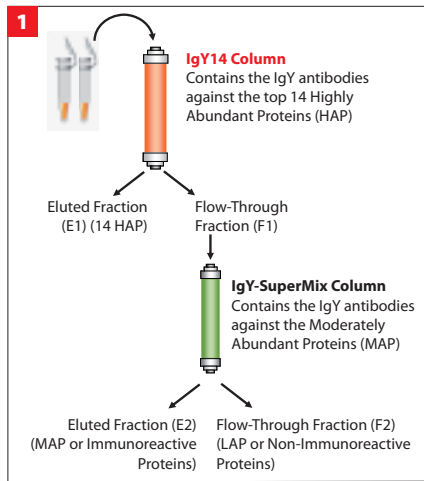 1
IgY14 Column
Contains the IgY antibodies
against the top 14 Highly
Abundant Proteins (HAP)
Eluted Fraction
(E1) (14 HAP)
Flow-Through
Fraction (F1)
IgY-SuperMix Column
Contains the IgY antibodies
against the Moderately
Abundant Proteins (MAP)
Eluted Fraction (E2)
(MAP or Immunoreactive
Proteins)
Flow-Through Fraction (F2)
(LAP or Non-Immunoreactive
Proteins)